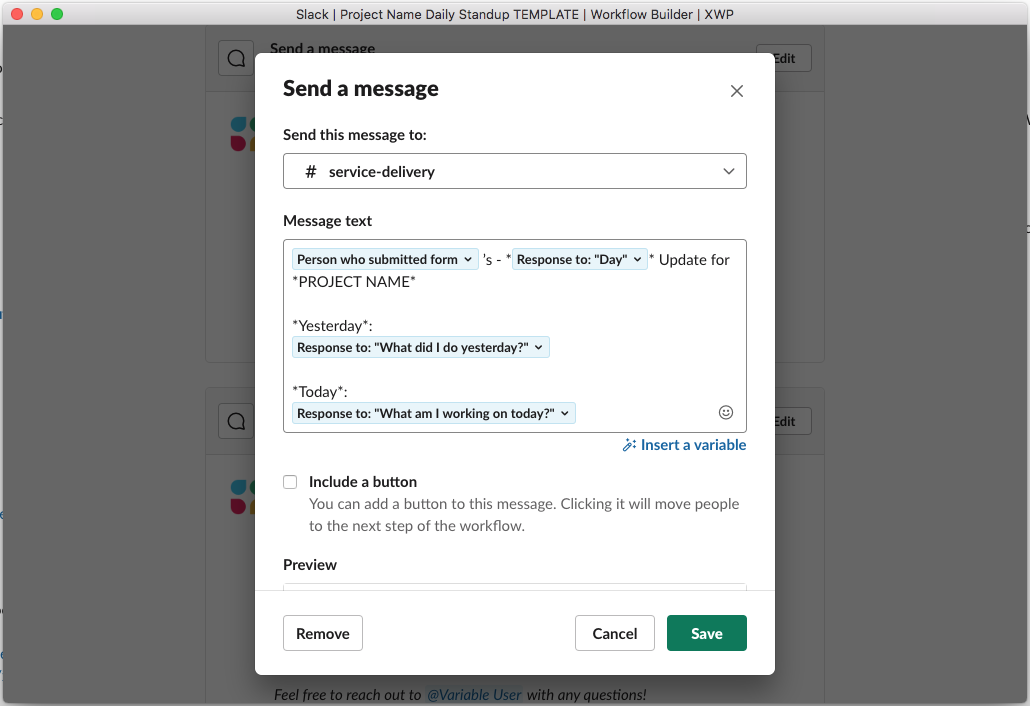 Slack | Project Name Daily Standup TEMPLATE | Workflow Builder | XWP
Send a message
Edit
Send a message
Send this message to:
# service-delivery
Message text
Person who submitted form 's - * Response to: "Day" * Update for
*PROJECT NAME*
*Yesterday*:
Response to: "What did I do yesterday?"
*Today*:
Response to: "What am I working on today?"
Insert a variable
Edit
Include a button
You can add a button to this message. Clicking it will move people
to the next step of the workflow.
Preview
Remove
Cancel
Save
Feel free to reach out to @Variable User with any questions!